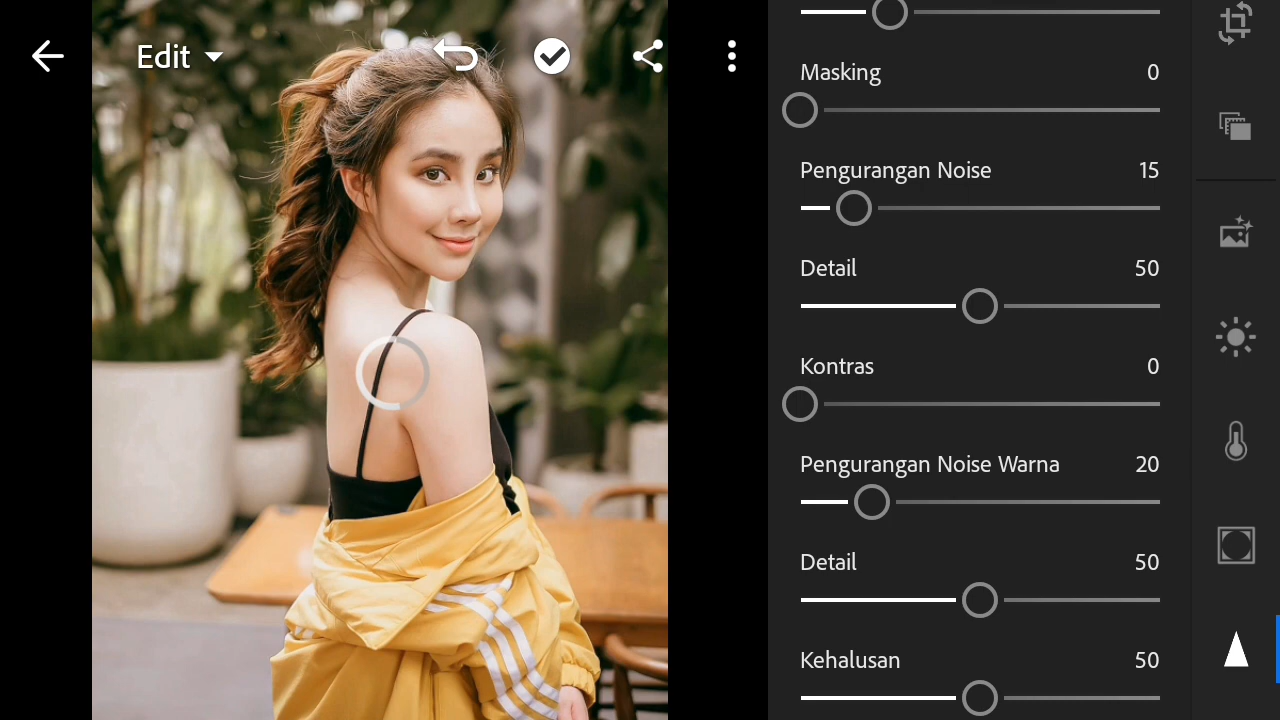 Edit
Masking 0
Pengurangan Noise 15
Detail 50
Kontras 0
Pengurangan Noise Warna 20
Detail 50
Kehalusan 50